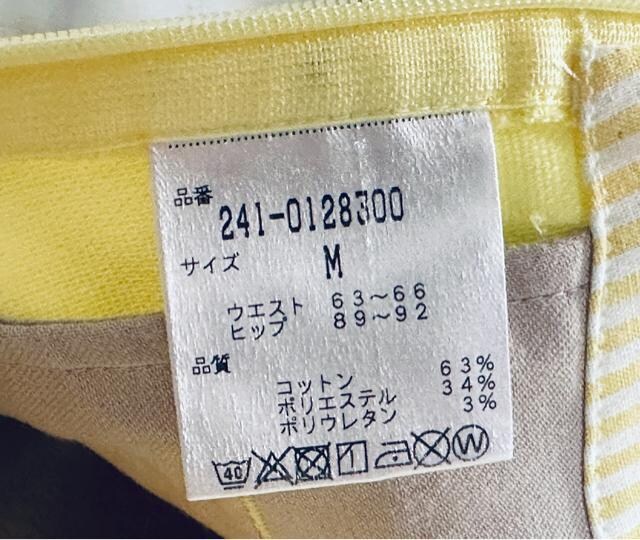 品番
241-0128300
サイズ M
ウエスト 63~66
ヒップ 89~92
品質
コットン 63%
ポリエステル 34%
ポリウレタン 3%
40 W